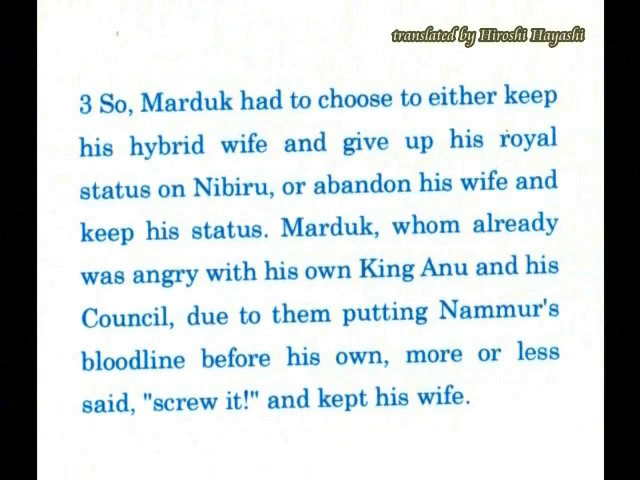 translated by Hiroshi Hayashi
3 So, Marduk had to choose to either keep
his hybrid wife and give up his royal
status on Nibiru, or abandon his wife and
keep his status. Marduk, whom already
was angry with his own King Anu and his
Council, due to them putting Nammur's
bloodline before his own, more or less
said, "screw it!" and kept his wife.